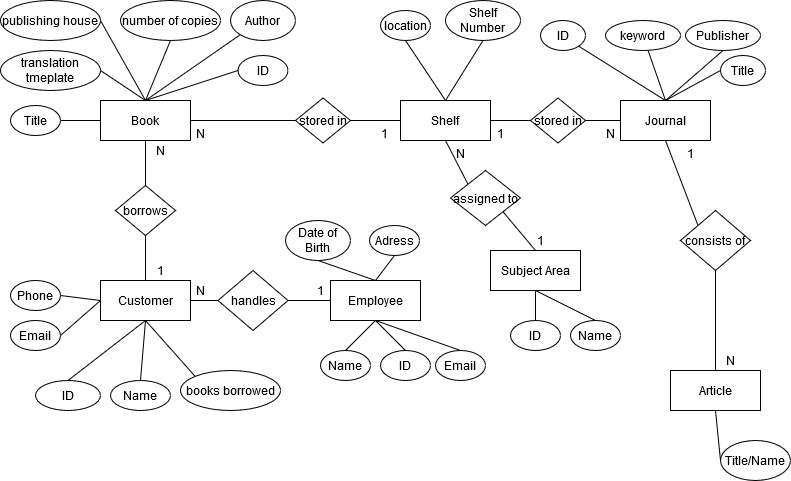 publishing house
number of copies
Author
location
Shelf
Number
ID
keyword
Publisher
translation
tmeplate
ID
Title
Title
Book
N
stored in
1
Shelf
1
stored in
N
Journal
N
N
1
borrows
assigned to
1
Date of
Birth
Adress
consists of
1
Subject Area
Phone
Customer
N
handles
1
Employee
Email
ID
Name
Name
ID
Email
N
ID
Name
books borrowed
Article
Title/Name